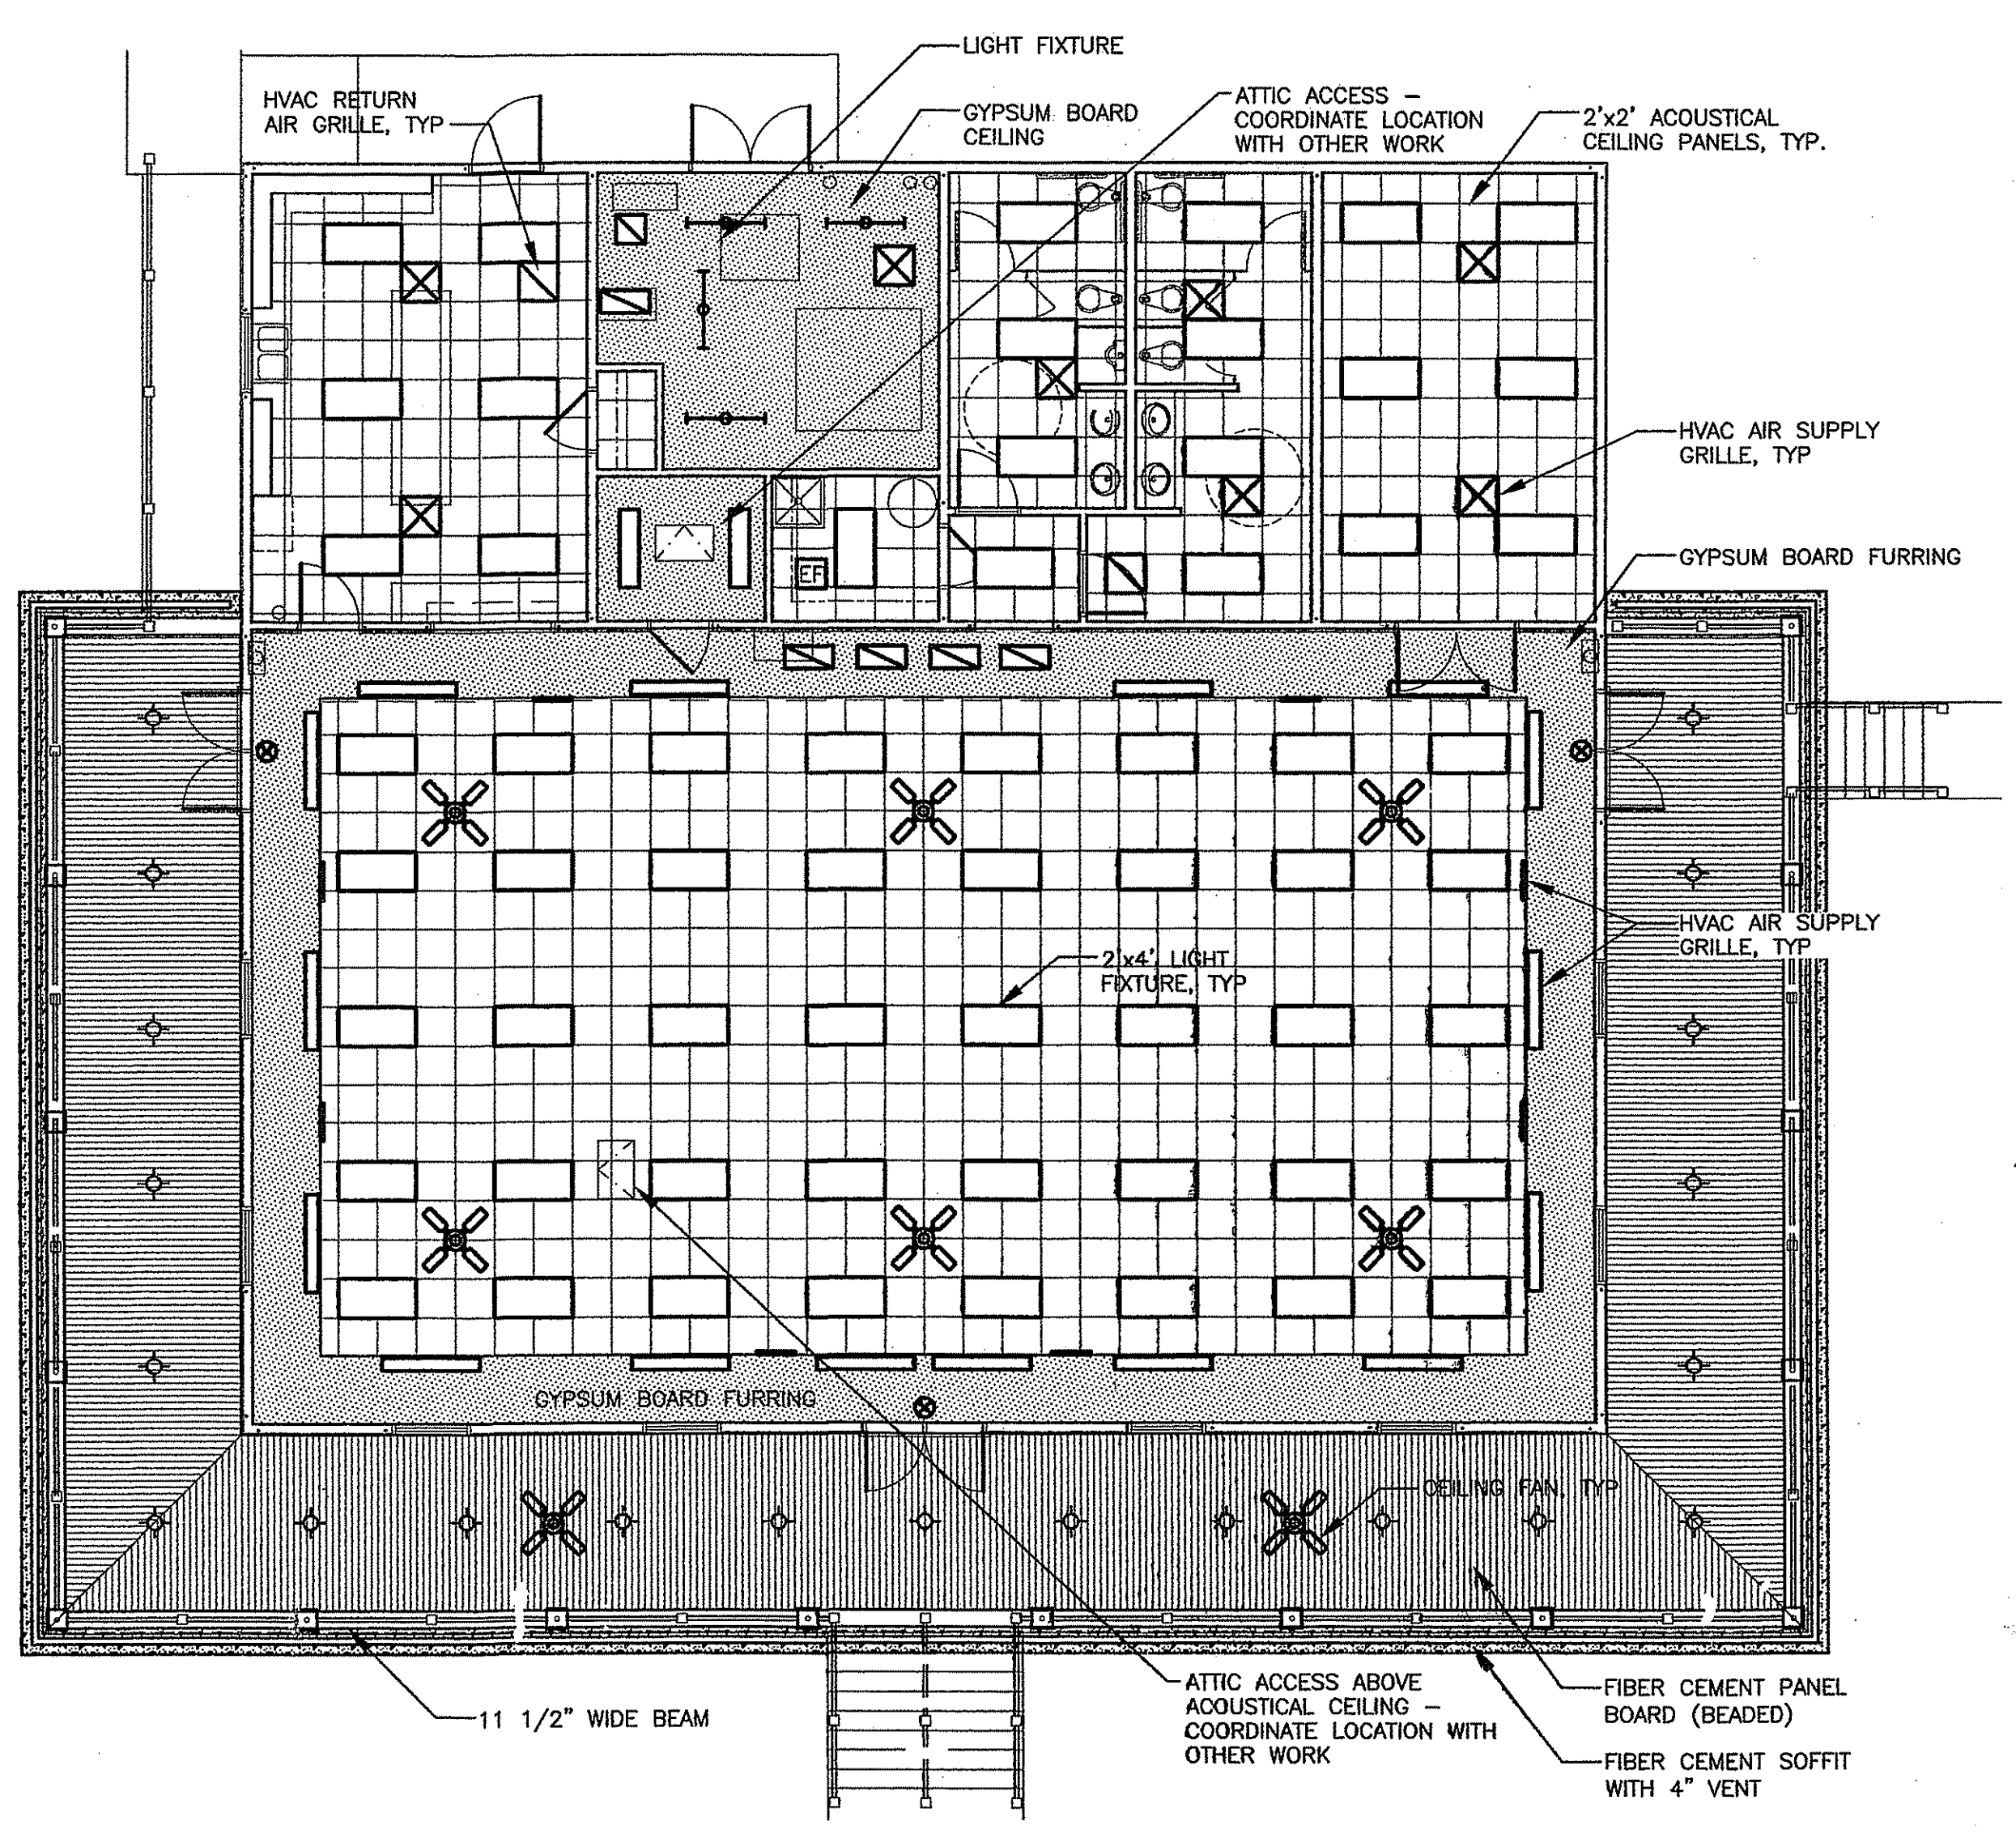 LIGHT FIXTURE
HVAC RETURN
AIR GRILLE, TYP
GYPSUM BOARD
CEILING
ATTIC ACCESS –
COORDINATE LOCATION
WITH OTHER WORK
2'x2' ACOUSTICAL
CEILING PANELS, TYP.
HVAC AIR SUPPLY
GRILLE, TYP
GYPSUM BOARD FURRING
EF
HVAC AIR SUPPLY
GRILLE, TYP
2'x4' LIGHT
FIXTURE, TYP
GYPSUM BOARD FURRING
CEILING FAN, TYP
ATTIC ACCESS ABOVE
ACOUSTICAL CEILING –
COORDINATE LOCATION WITH
OTHER WORK
11 1/2" WIDE BEAM
FIBER CEMENT PANEL
BOARD (BEADED)
FIBER CEMENT SOFFIT
WITH 4" VENT